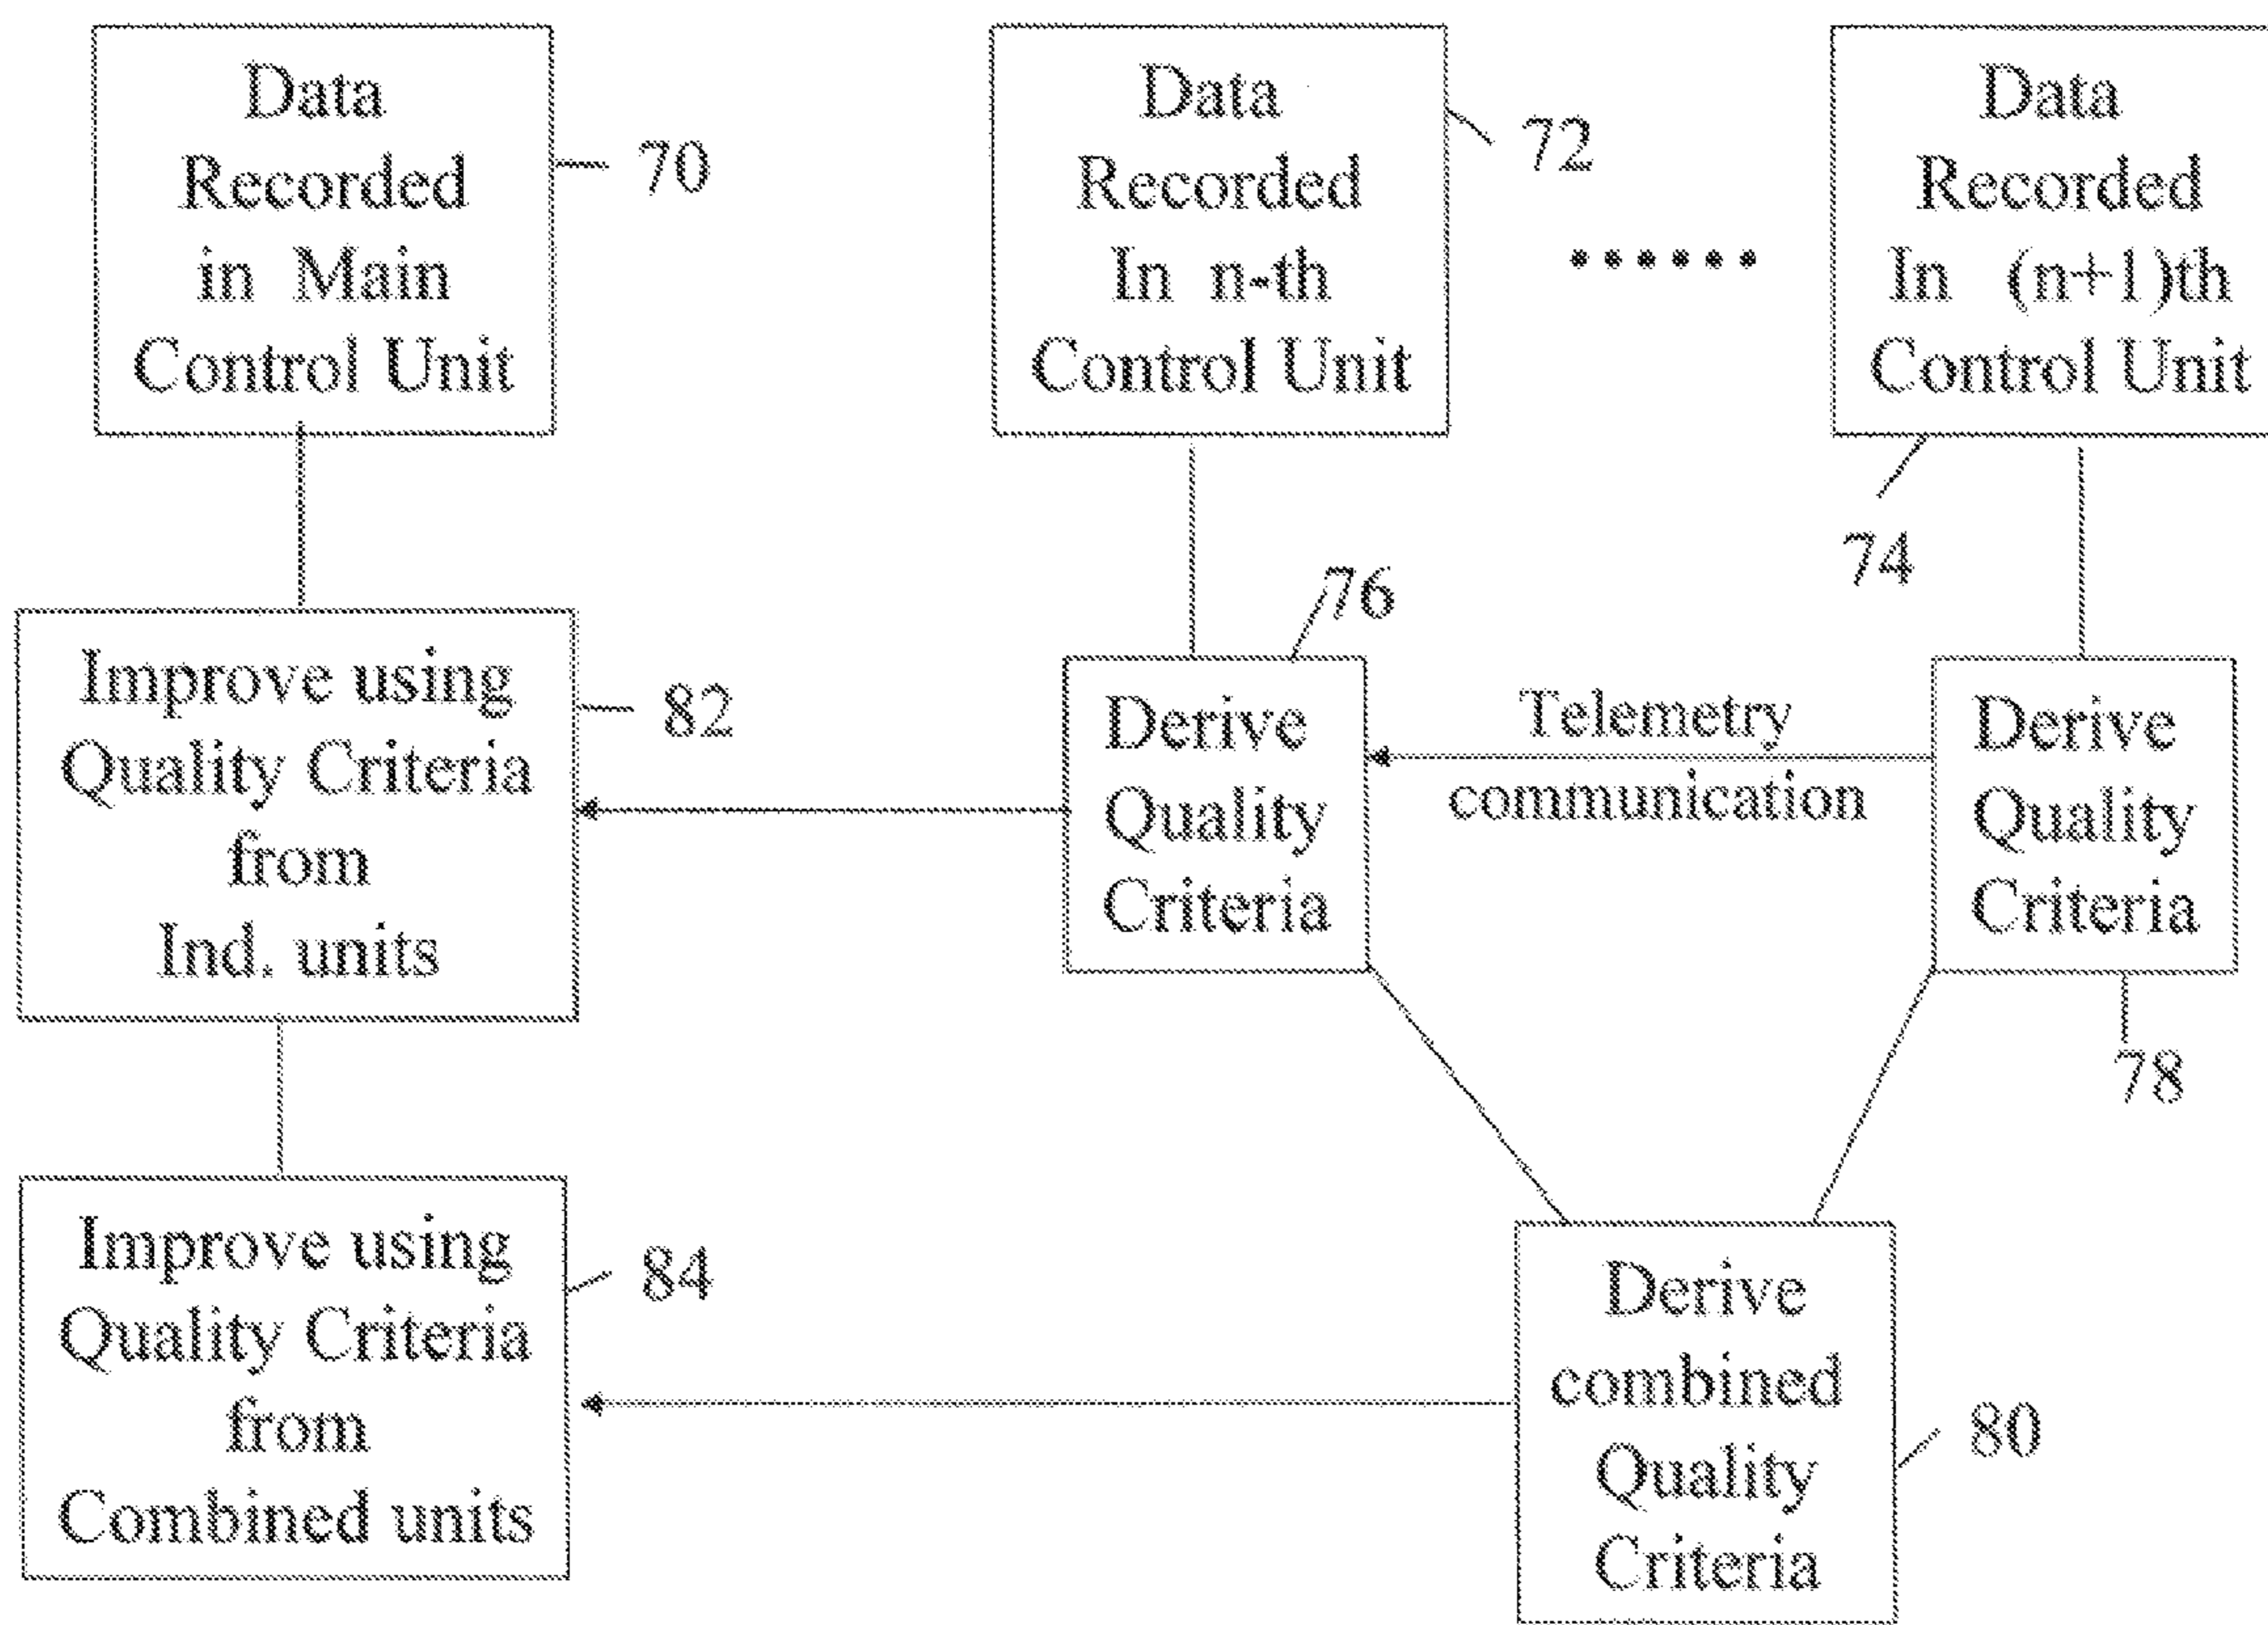 Data
Recorded
in Main
Control Unit
70
Data
Recorded
In n-th
Control Unit
72
......
Data
Recorded
In (n+1)th
Control Unit
74
Improve using
Quality Criteria
from
Ind. units
82
Derive
Quality
Criteria
76
Telemetry
communication
Derive
Quality
Criteria
78
Improve using
Quality Criteria
from
Combined units
84
Derive
combined
Quality
Criteria
80